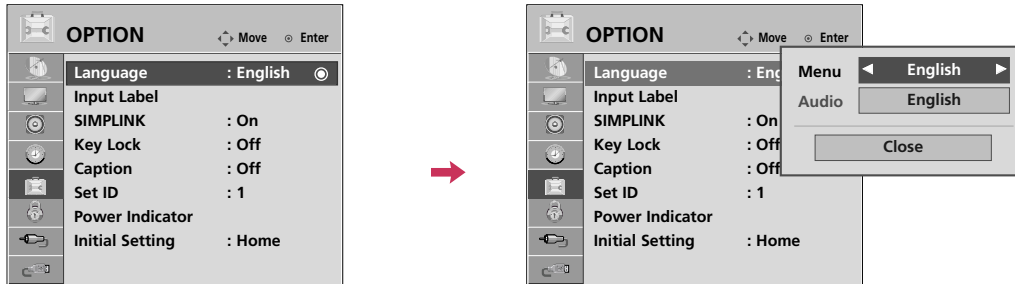 OPTION Move Enter
Language : English
Input Label
SIMPLINK : On
Key Lock : Off
Caption : Off
Set ID : 1
Power Indicator
Initial Setting : Home
OPTION Move Enter
Language : Eng
Input Label
SIMPLINK : On
Key Lock : Off
Caption : Off
Set ID : 1
Power Indicator
Initial Setting : Home
Menu English
Audio English
Close